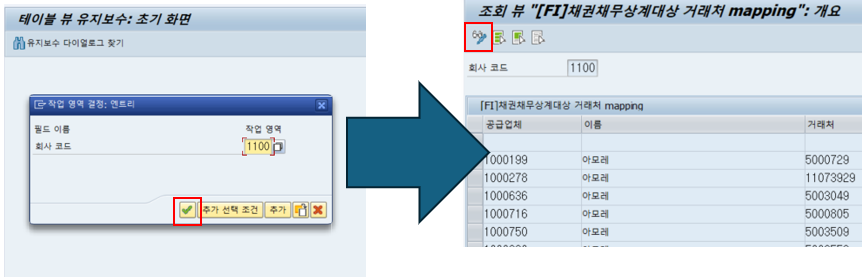 테이블 뷰 유지보수: 초기 화면
유지보수 다이얼로그 찾기
작업 영역 결정: 엔트리
필드 이름 작업 영역
회사 코드 1100
추가 선택 조건 추가
조회 뷰 "[FI]채권채무상계대상 거래처 mapping": 개요
회사 코드 1100
[FI]채권채무상계대상 거래처 mapping
공급업체 이름 거래처
1000199 아모레 5000729
1000278 아모레 11073929
1000636 아모레 5003049
1000716 아모레 5000805
1000750 아모레 5003509